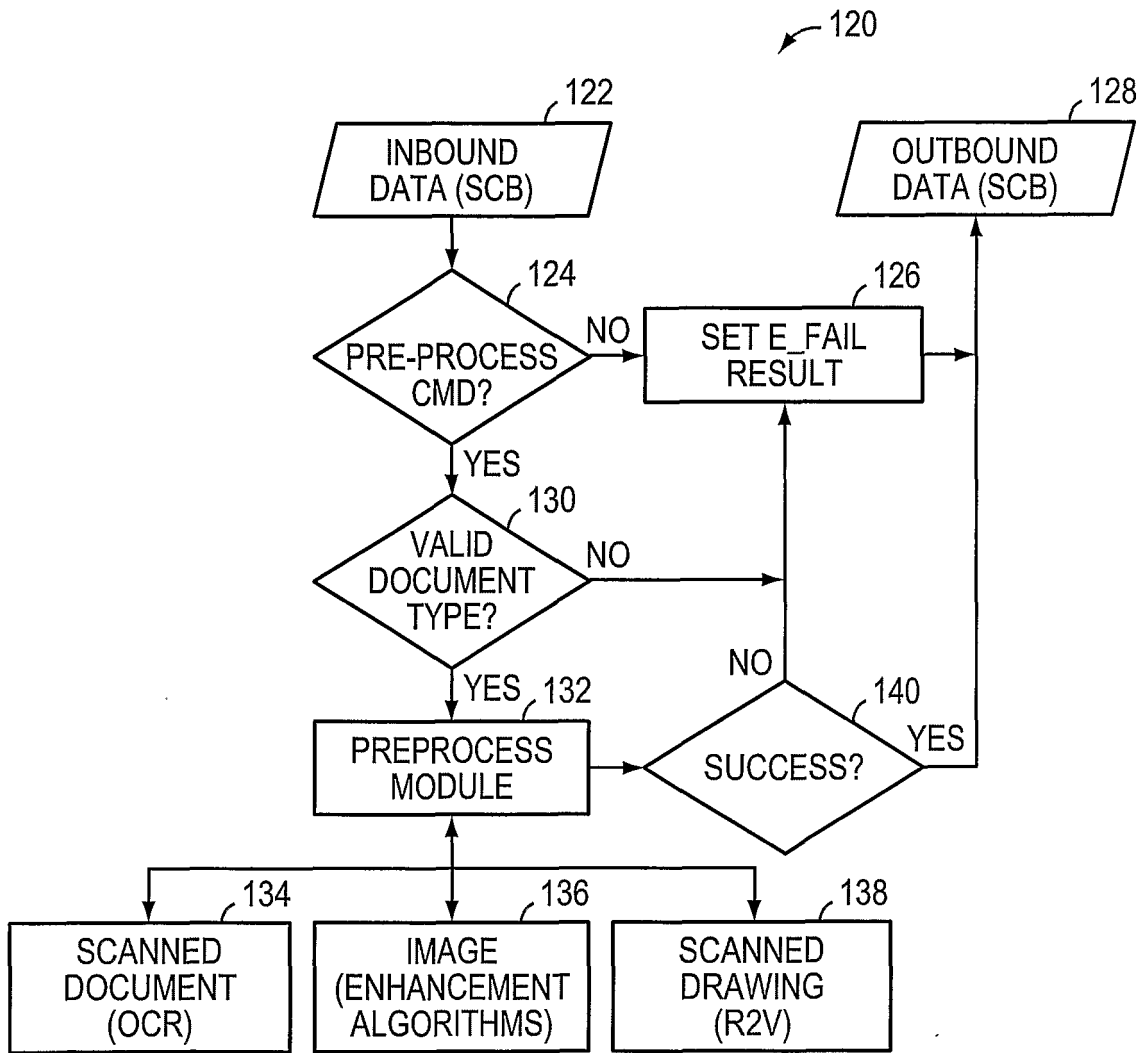 120
122
INBOUND
DATA (SCB)
128
OUTBOUND
DATA (SCB)
124
PRE-PROCESS
CMD?
NO
126
SET E_FAIL
RESULT
YES
130
VALID
DOCUMENT
TYPE?
NO
YES
132
PREPROCESS
MODULE
NO
140
SUCCESS?
YES
134
SCANNED
DOCUMENT
(OCR)
136
IMAGE
(ENHANCEMENT
ALGORITHMS)
138
SCANNED
DRAWING
(R2V)